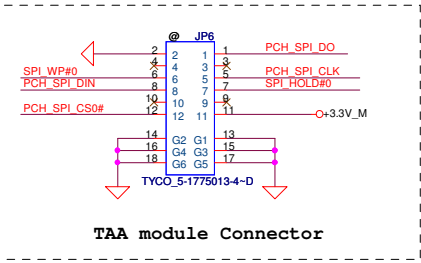 @ JP6
2 2 1 1 PCH_SPI_DO
4 4 3 3
SPI_WP#0 6 6 5 5 PCH_SPI_CLK
PCH_SPI_DIN 8 8 7 7 SPI_HOLD#0
10 10 9 9
PCH_SPI_CS0# 12 12 11 11 +3.3V_M
14 G2 G1 13
16 G4 G3 15
18 G6 G5 17
TYCO_5-1775013-4~D
TAA module Connector